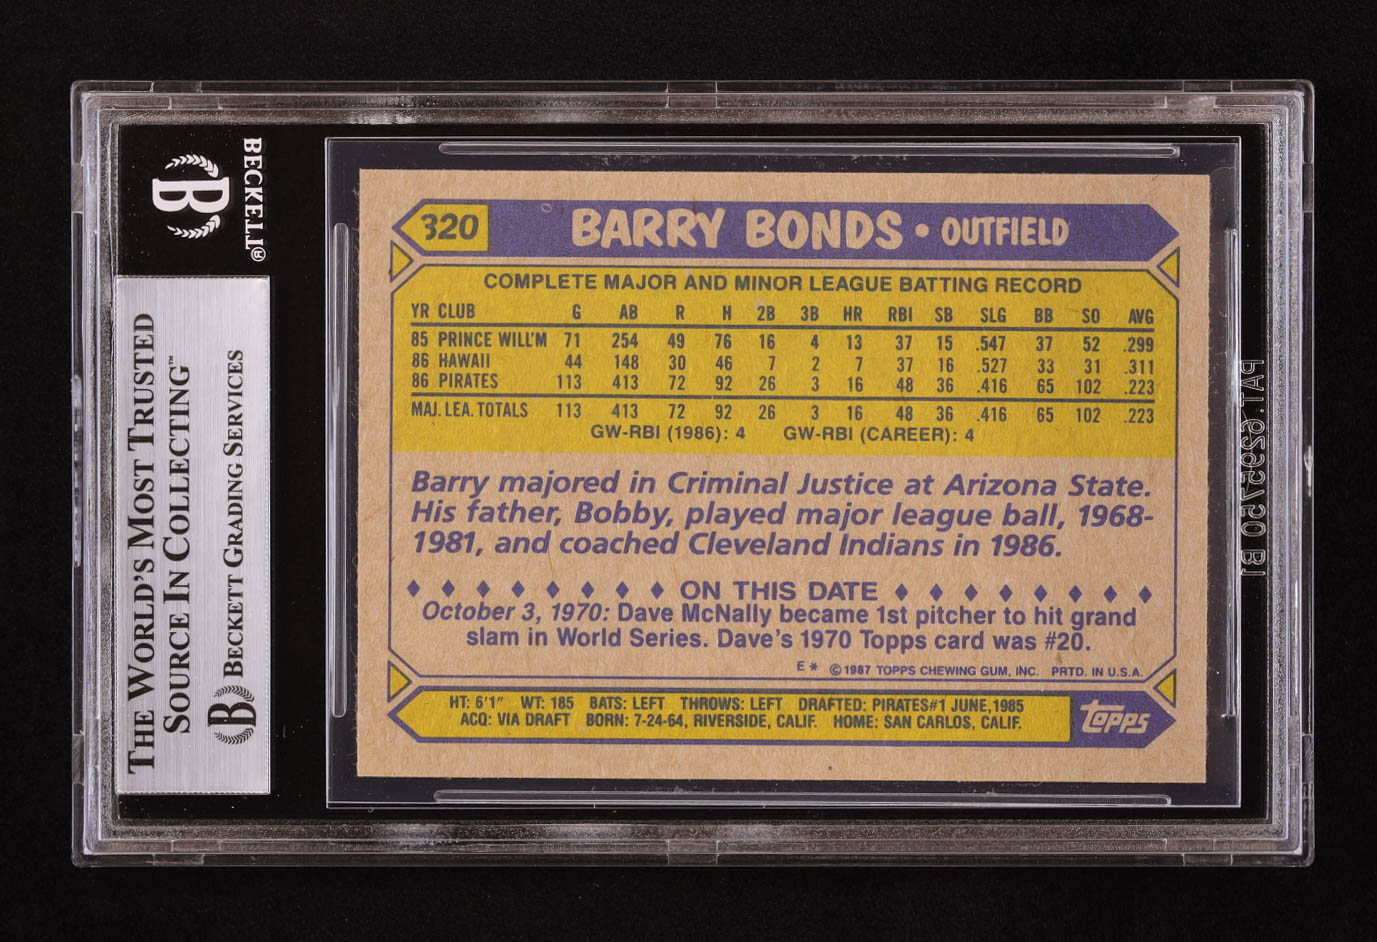 BECKELL®
B
THE WORLD'S MOST TRUSTED
SOURCE IN COLLECTING™
B BECKETT GRADING SERVICES
320 BARRY BONDS • OUTFIELD
COMPLETE MAJOR AND MINOR LEAGUE BATTING RECORD
YR CLUB G AB R H 2B 3B HR RBI SB SLG BB SO AVG
85 PRINCE WILL'M 71 254 49 76 16 4 13 37 15 .547 37 52 .299
86 HAWAII 44 148 30 46 7 2 7 37 16 .527 33 31 .311
86 PIRATES 113 413 72 92 26 3 16 48 36 .416 65 102 .223
MAJ. LEA. TOTALS 113 413 72 92 26 3 16 48 36 .416 65 102 .223
GW-RBI (1986): 4 GW-RBI (CAREER): 4
Barry majored in Criminal Justice at Arizona State.
His father, Bobby, played major league ball, 1968-
1981, and coached Cleveland Indians in 1986.
ON THIS DATE
October 3, 1970: Dave McNally became 1st pitcher to hit grand
slam in World Series. Dave's 1970 Topps card was #20.
E * ©1987 TOPPS CHEWING GUM, INC. PRTD. IN U.S.A.
HT: 6'1" WT: 185 BATS: LEFT THROWS: LEFT DRAFTED: PIRATES#1 JUNE,1985
ACQ: VIA DRAFT BORN: 7-24-64, RIVERSIDE, CALIF. HOME: SAN CARLOS, CALIF.
topps
PAT. 6295750 B1